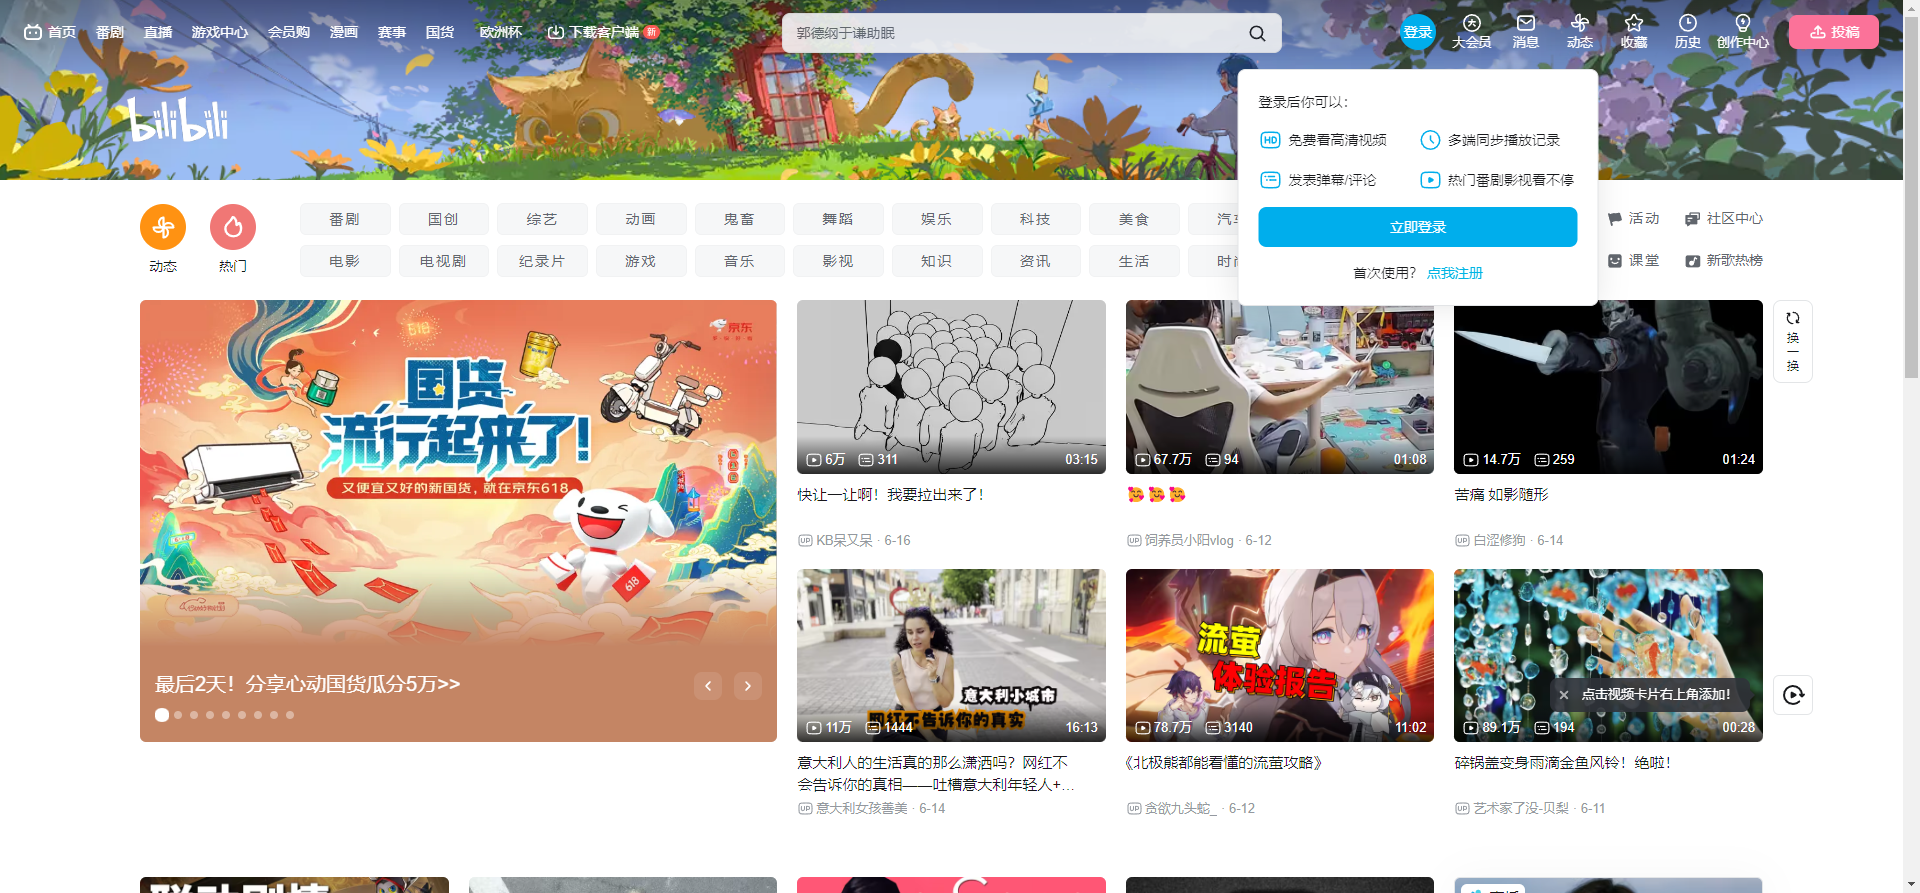 首页 番剧 直播 游戏中心 会员购 漫画 赛事 国货 欧洲杯 下载客户端 新
郭德纲于谦助眠
登录 大会员 消息 动态 收藏 历史 创作中心 投稿
bilibili
登录后你可以：
HD 免费看高清视频 多端同步播放记录
发表弹幕/评论 热门番剧影视看不停
立即登录
首次使用？ 点我注册
动态 热门
番剧 国创 综艺 动画 鬼畜 舞蹈 娱乐 科技 美食
活动 社区中心
电影 电视剧 纪录片 游戏 音乐 影视 知识 资讯 生活
课堂 新歌热榜
618
京东
国货
流行起来了！
又便宜又好的新国货，就在京东618
618
最后2天！分享心动国货瓜分5万>>
6万 311 03:15
快让一让啊！我要拉出来了！
UP KB呆又呆 · 6-16
67.7万 94 01:08
🥰🥰🥰
UP 饲养员小阳vlog · 6-12
14.7万 259 01:24
苦痛 如影随形
UP 白涩修狗 · 6-14
换一换
意大利小城市
网红不告诉你的真实
11万 1444 16:13
意大利人的生活真的那么潇洒吗？网红不
会告诉你的真相——吐槽意大利年轻人+...
UP 意大利女孩善美 · 6-14
流萤
体验报告
78.7万 3140 11:02
《北极熊都能看懂的流萤攻略》
UP 贪欲九头蛇_ · 6-12
点击视频卡片右上角添加！
89.1万 194 00:28
碎锅盖变身雨滴金鱼风铃！绝啦！
UP 艺术家了没-贝梨 · 6-11